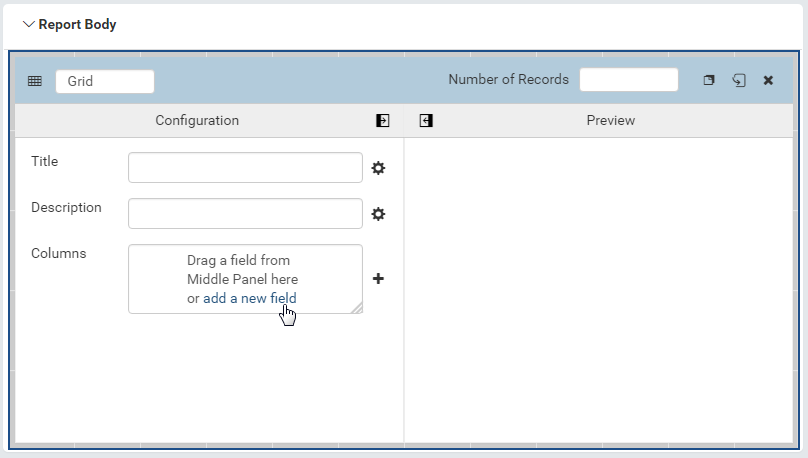 Report Body
Grid
Number of Records
Configuration
Preview
Title
Description
Columns
Drag a field from
Middle Panel here
or add a new field